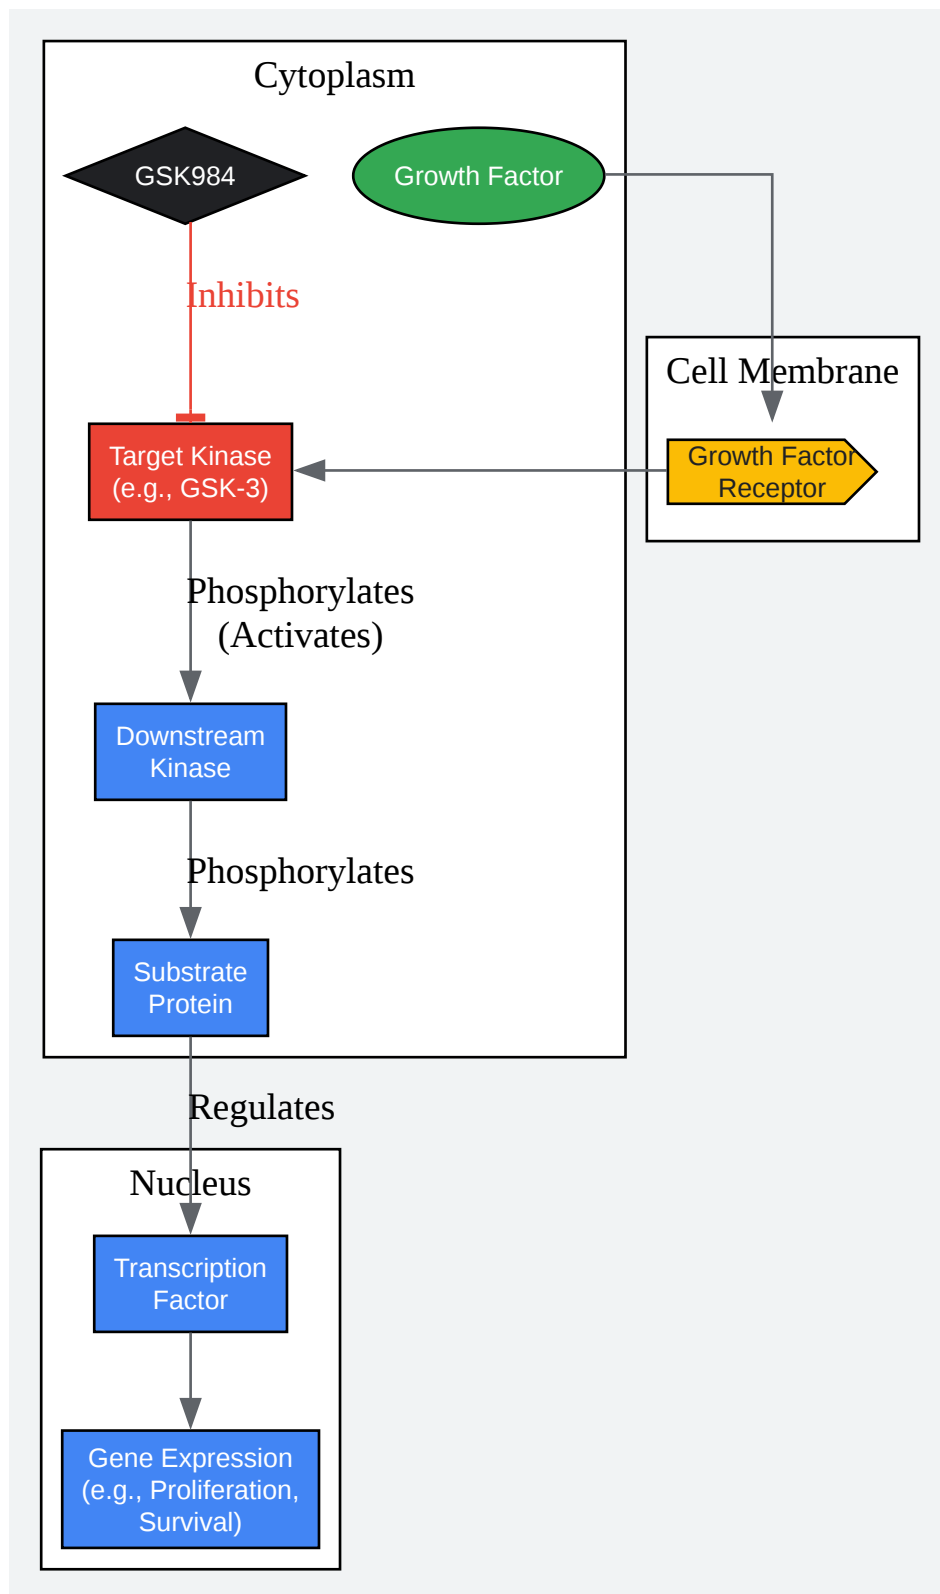 Cytoplasm
GSK984
Growth Factor
Inhibits
Cell Membrane
Target Kinase
(e.g., GSK-3)
Growth Factor
Receptor
Phosphorylates
(Activates)
Downstream
Kinase
Phosphorylates
Substrate
Protein
Regulates
Nucleus
Transcription
Factor
Gene Expression
(e.g., Proliferation,
Survival)